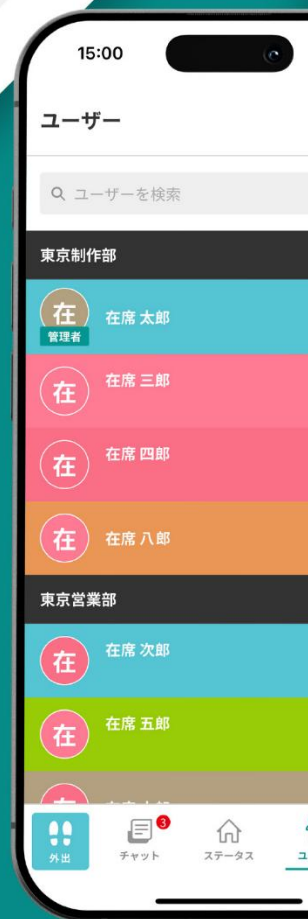 15:00
ユーザー
ユーザーを検索
東京制作部
在
管理者
在席 太郎
在
在席 三郎
在
在席 四郎
在
在席 八郎
東京営業部
在
在席 次郎
在
在席 五郎
外出
チャット
3
ステータス